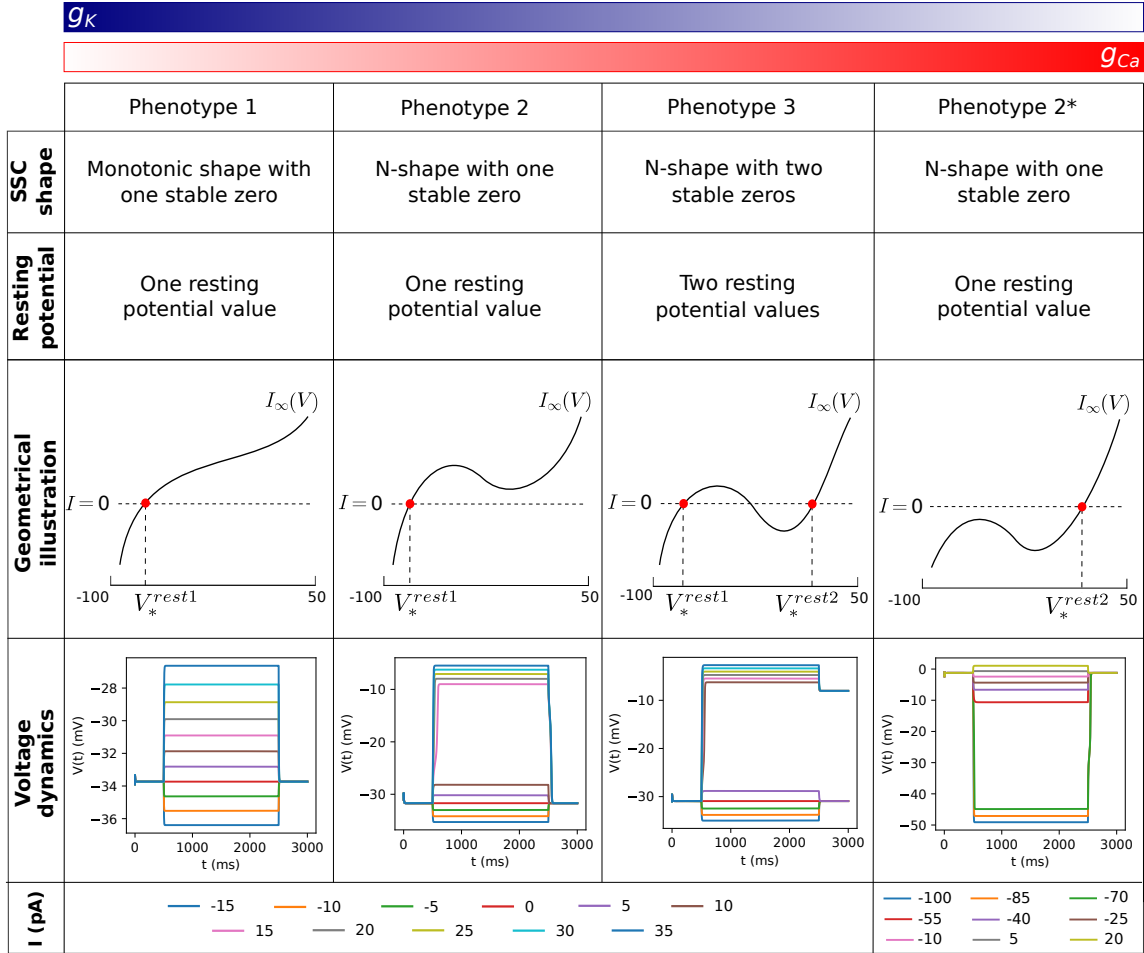 g_K
g_Ca
Phenotype 1
Phenotype 2
Phenotype 3
Phenotype 2*
SSC
shape
Monotonic shape with
one stable zero
N-shape with one
stable zero
N-shape with two
stable zeros
N-shape with one
stable zero
Resting
potential
One resting
potential value
One resting
potential value
Two resting
potential values
One resting
potential value
Geometrical
illustration
I∞(V)
I = 0
-100
50
V_*^{rest1}
I∞(V)
I = 0
-100
50
V_*^{rest1}
I∞(V)
I = 0
-100
50
V_*^{rest1}
V_*^{rest2}
I∞(V)
I = 0
-100
50
V_*^{rest2}
Voltage
dynamics
V(t) (mV)
−28
−30
−32
−34
−36
0
1000
2000
3000
t (ms)
V(t) (mV)
−10
−20
−30
0
1000
2000
3000
t (ms)
V(t) (mV)
−10
−20
−30
0
1000
2000
3000
t (ms)
V(t) (mV)
0
−10
−20
−30
−40
−50
0
1000
2000
3000
t (ms)
I (pA)
-15 -10 -5 0 5 10
15 20 25 30 35
-100 -85 -70
-55 -40 -25
-10 5 20